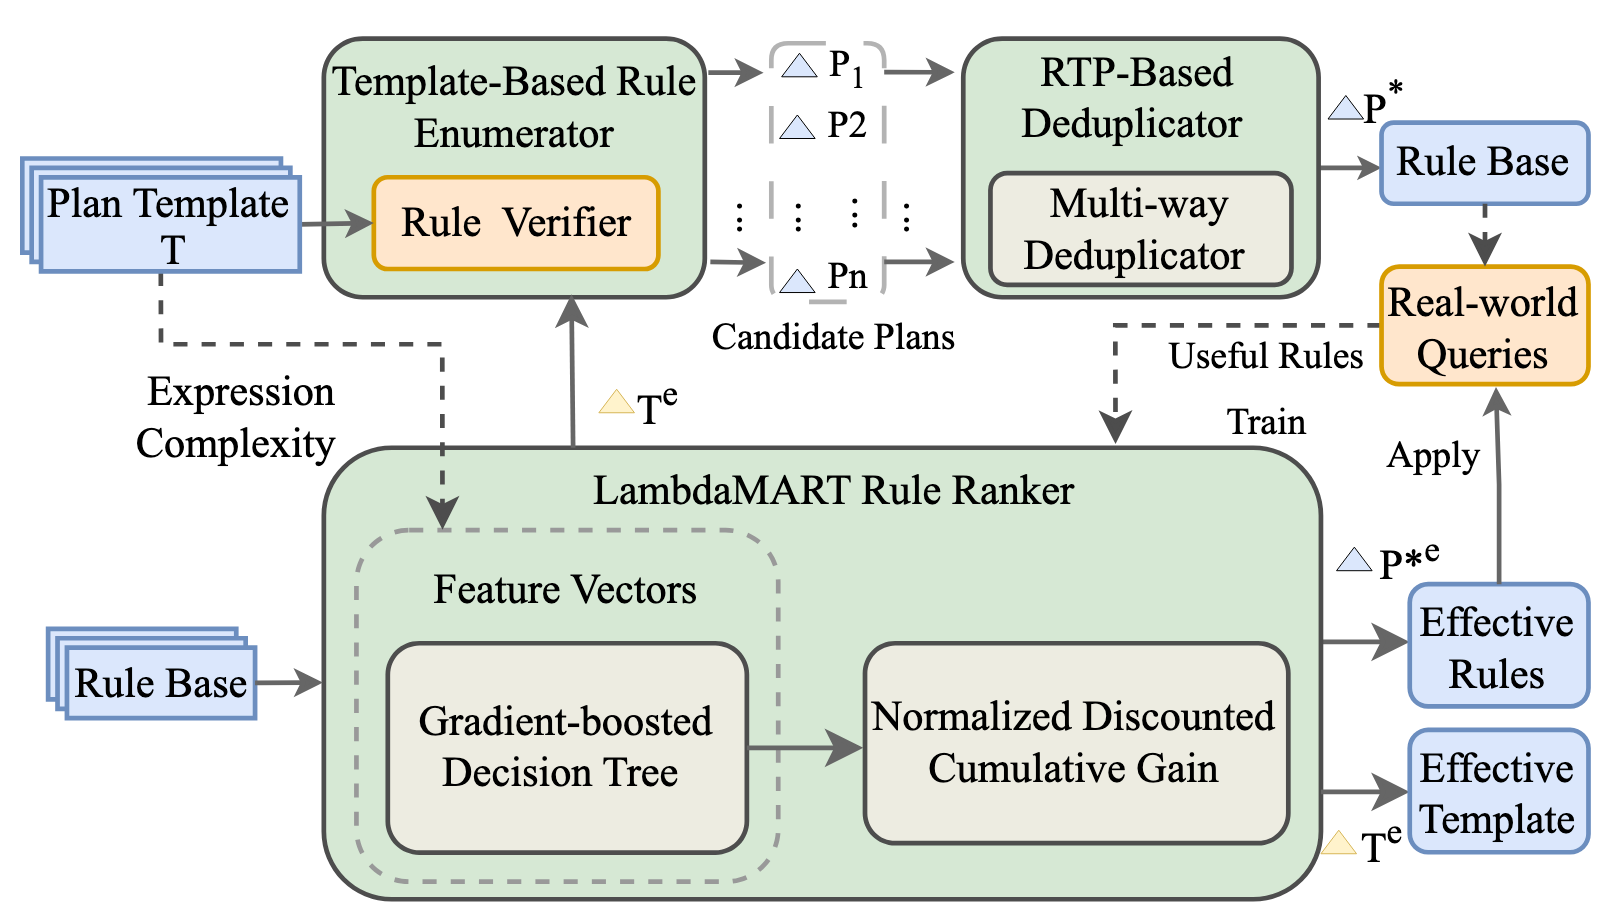 Template-Based Rule
Enumerator
Rule Verifier
Plan Template
T
P1
P2
Pn
Candidate Plans
RTP-Based
Deduplicator
Multi-way
Deduplicator
P*
Rule Base
Real-world
Queries
Useful Rules
Train
Apply
Expression
Complexity
Te
LambdaMART Rule Ranker
Feature Vectors
Gradient-boosted
Decision Tree
Normalized Discounted
Cumulative Gain
Rule Base
P*e
Effective
Rules
Effective
Template
Te